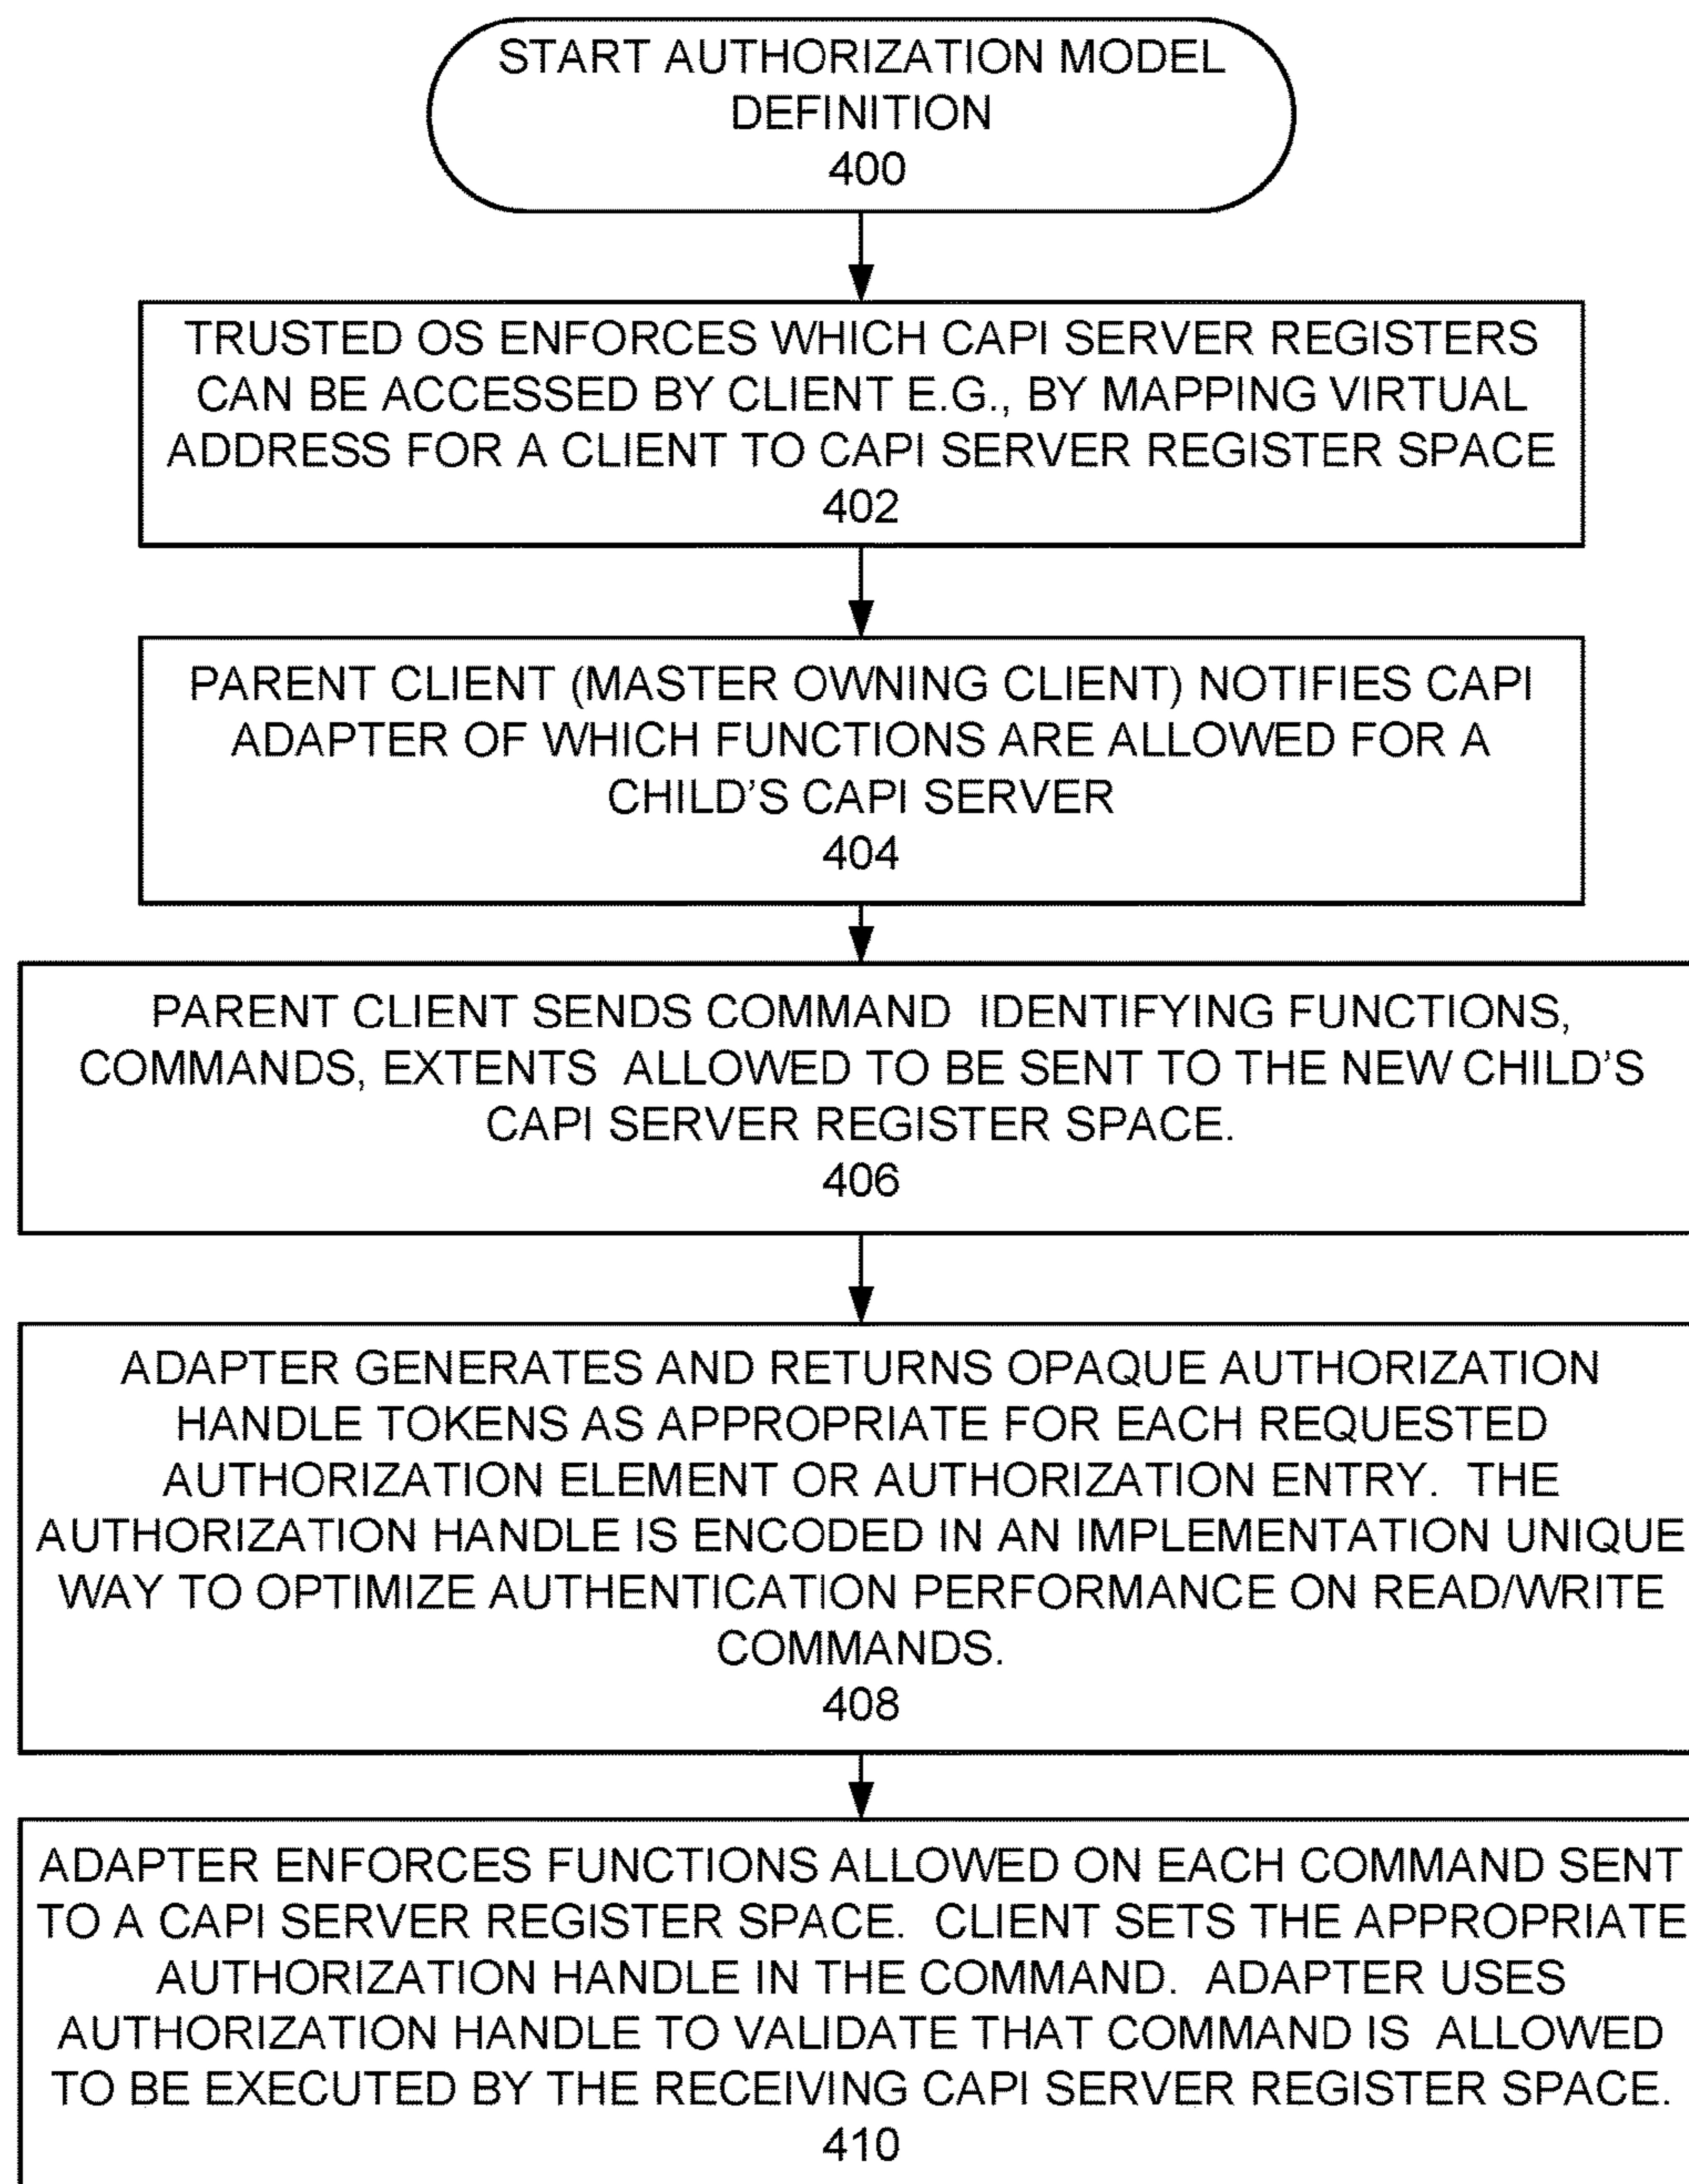 START AUTHORIZATION MODEL
DEFINITION
400
TRUSTED OS ENFORCES WHICH CAPI SERVER REGISTERS
CAN BE ACCESSED BY CLIENT E.G., BY MAPPING VIRTUAL
ADDRESS FOR A CLIENT TO CAPI SERVER REGISTER SPACE
402
PARENT CLIENT (MASTER OWNING CLIENT) NOTIFIES CAPI
ADAPTER OF WHICH FUNCTIONS ARE ALLOWED FOR A
CHILD'S CAPI SERVER
404
PARENT CLIENT SENDS COMMAND IDENTIFYING FUNCTIONS,
COMMANDS, EXTENTS ALLOWED TO BE SENT TO THE NEW CHILD'S
CAPI SERVER REGISTER SPACE.
406
ADAPTER GENERATES AND RETURNS OPAQUE AUTHORIZATION
HANDLE TOKENS AS APPROPRIATE FOR EACH REQUESTED
AUTHORIZATION ELEMENT OR AUTHORIZATION ENTRY. THE
AUTHORIZATION HANDLE IS ENCODED IN AN IMPLEMENTATION UNIQUE
WAY TO OPTIMIZE AUTHENTICATION PERFORMANCE ON READ/WRITE
COMMANDS.
408
ADAPTER ENFORCES FUNCTIONS ALLOWED ON EACH COMMAND SENT
TO A CAPI SERVER REGISTER SPACE. CLIENT SETS THE APPROPRIATE
AUTHORIZATION HANDLE IN THE COMMAND. ADAPTER USES
AUTHORIZATION HANDLE TO VALIDATE THAT COMMAND IS ALLOWED
TO BE EXECUTED BY THE RECEIVING CAPI SERVER REGISTER SPACE.
410